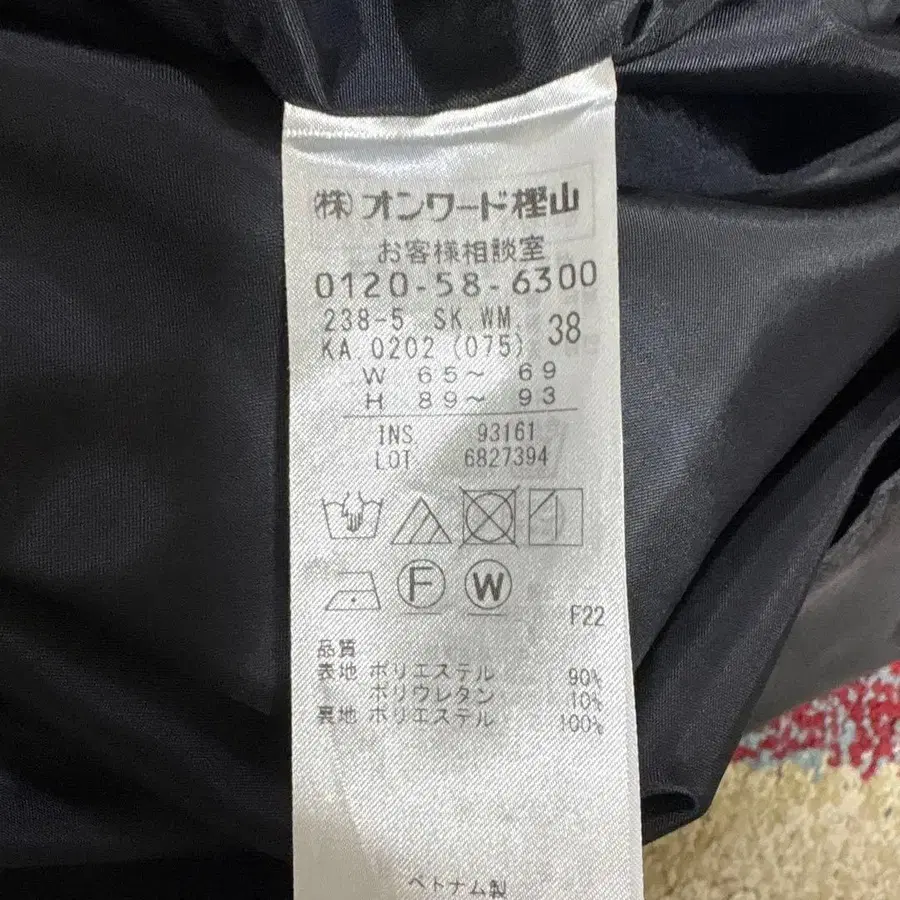 (株)オンワード樫山
お客様相談室
0120-58-6300
238-5 SK.WM. 38
KA.0202 (075)
W 65~ 69
H 89~ 93
INS. 93161
LOT 6827394
F
W
F22
品質
表地 ポリエステル 90%
ポリウレタン 10%
裏地 ポリエステル 100%
ベトナム製